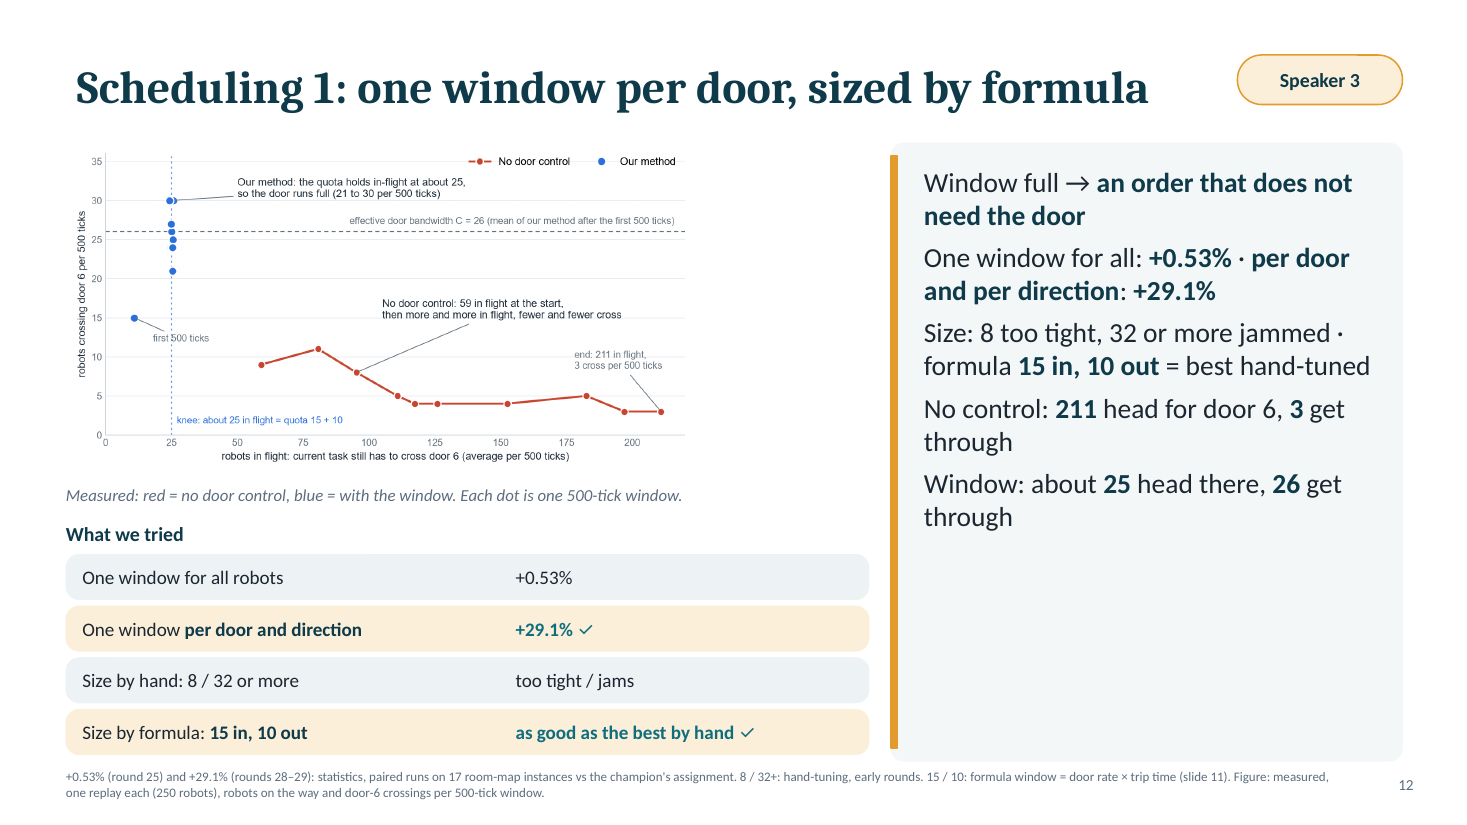 Scheduling 1: one window per door, sized by formula
Speaker 3
No door control
Our method
Our method: the quota holds in-flight at about 25,
so the door runs full (21 to 30 per 500 ticks)
effective door bandwidth C = 26 (mean of our method after the first 500 ticks)
No door control: 59 in flight at the start,
then more and more in flight, fewer and fewer cross
first 500 ticks
end: 211 in flight,
3 cross per 500 ticks
knee: about 25 in flight = quota 15 + 10
robots crossing door 6 per 500 ticks
35
30
25
20
15
10
5
0
0 25 50 75 100 125 150 175 200
robots in flight: current task still has to cross door 6 (average per 500 ticks)
Measured: red = no door control, blue = with the window. Each dot is one 500-tick window.
What we tried
One window for all robots +0.53%
One window per door and direction +29.1% ✓
Size by hand: 8 / 32 or more too tight / jams
Size by formula: 15 in, 10 out as good as the best by hand ✓
Window full → an order that does not
need the door
One window for all: +0.53% · per door
and per direction: +29.1%
Size: 8 too tight, 32 or more jammed ·
formula 15 in, 10 out = best hand-tuned
No control: 211 head for door 6, 3 get
through
Window: about 25 head there, 26 get
through
+0.53% (round 25) and +29.1% (rounds 28–29): statistics, paired runs on 17 room-map instances vs the champion's assignment. 8 / 32+: hand-tuning, early rounds. 15 / 10: formula window = door rate × trip time (slide 11). Figure: measured,
one replay each (250 robots), robots on the way and door-6 crossings per 500-tick window.
12